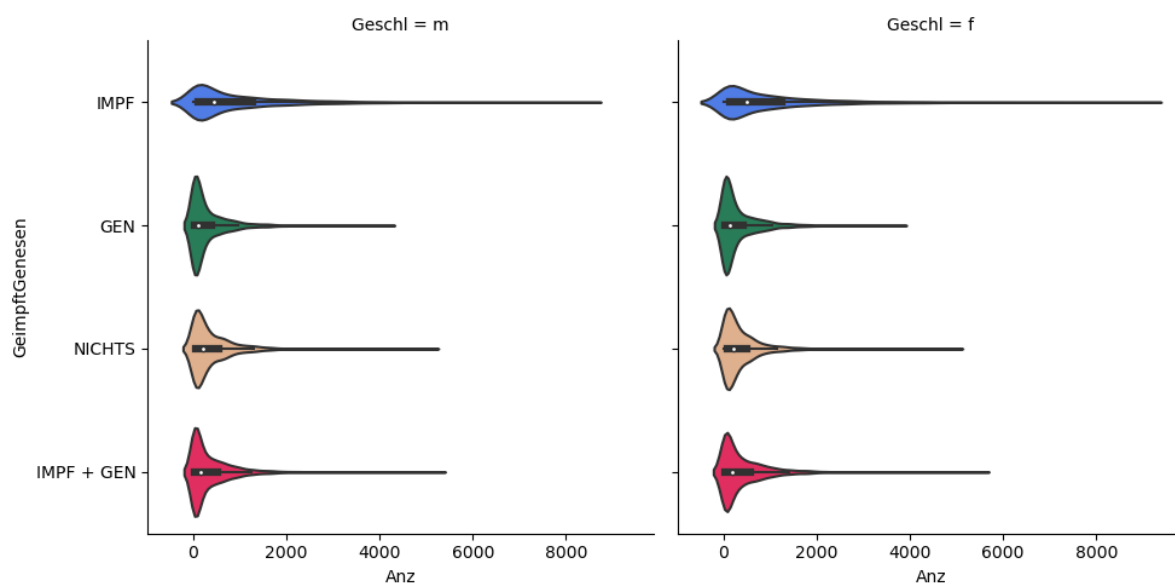 Geschl = m
Geschl = f
GeimpftGenesen
IMPF
GEN
NICHTS
IMPF + GEN
0 2000 4000 6000 8000
0 2000 4000 6000 8000
Anz
Anz